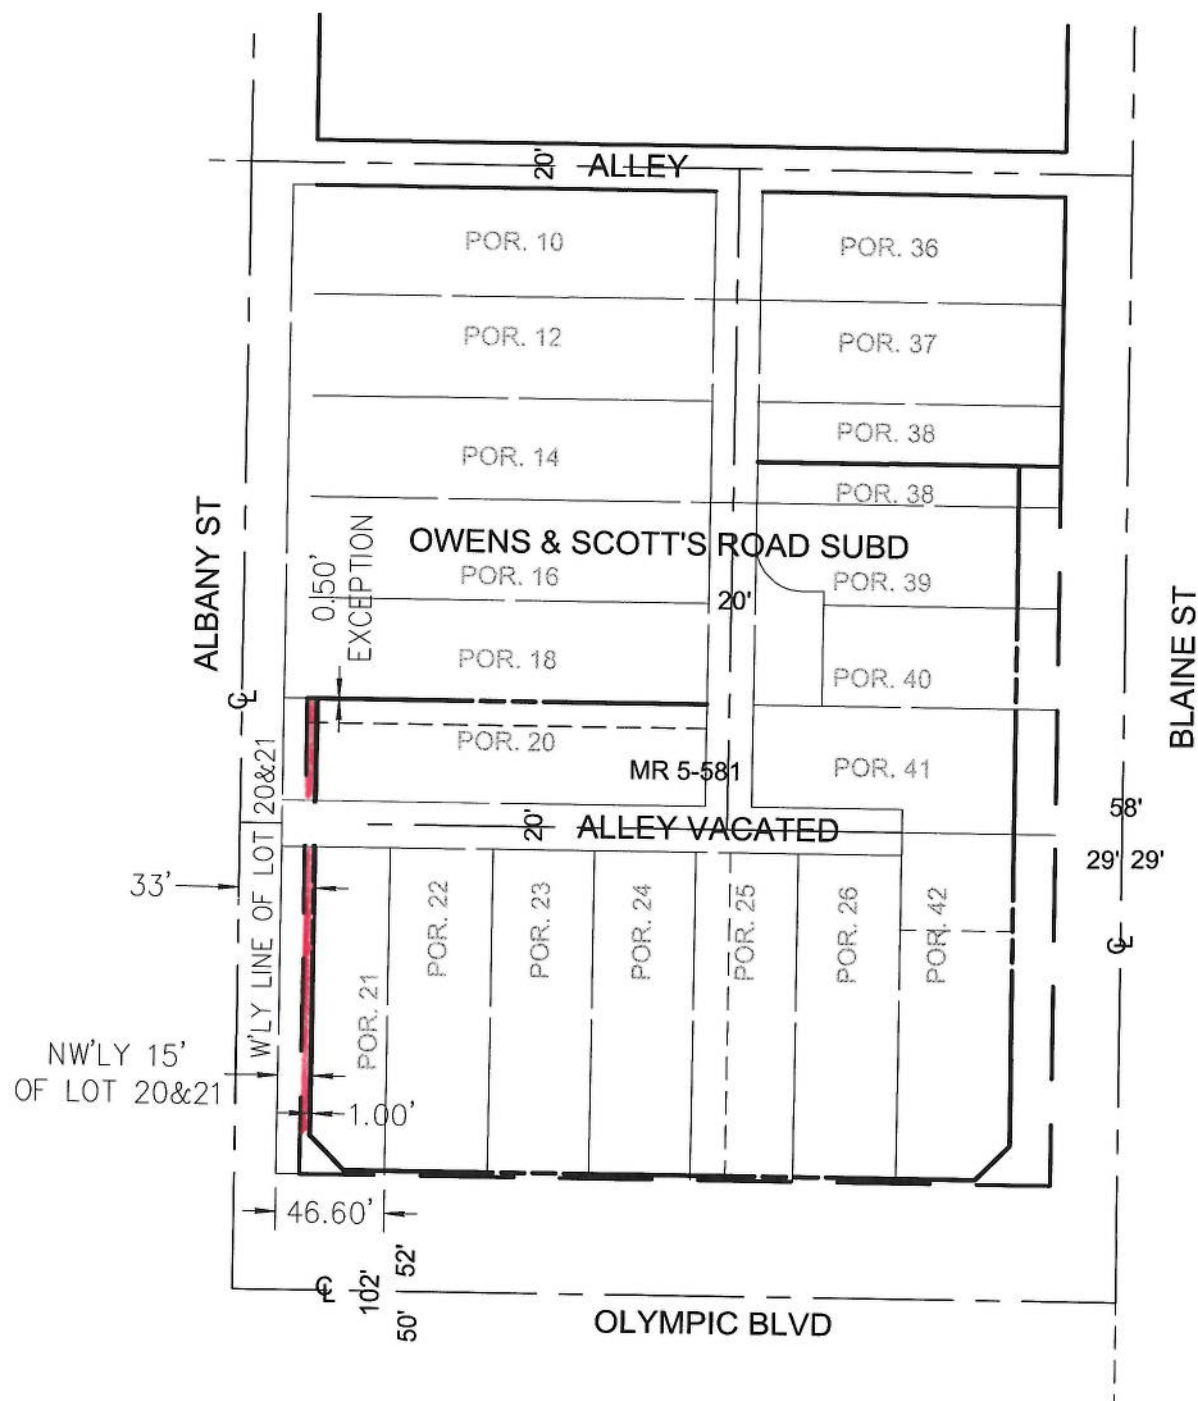 20'
ALLEY
POR. 10
POR. 36
POR. 12
POR. 37
POR. 38
POR. 14
POR. 38
ALBANY ST
0.50'
EXCEPTION
OWENS & SCOTT'S ROAD SUBD
POR. 16
20'
POR. 39
BLAINE ST
POR. 18
POR. 40
CL
POR. 20
MR 5-581
POR. 41
W'LY LINE OF LOT 20&21
20'
ALLEY VACATED
58'
29' 29'
33'
POR. 21
POR. 22
POR. 23
POR. 24
POR. 25
POR. 26
POR. 42
CL
NW'LY 15'
OF LOT 20&21
1.00'
46.60'
CL
102'
52'
50'
OLYMPIC BLVD